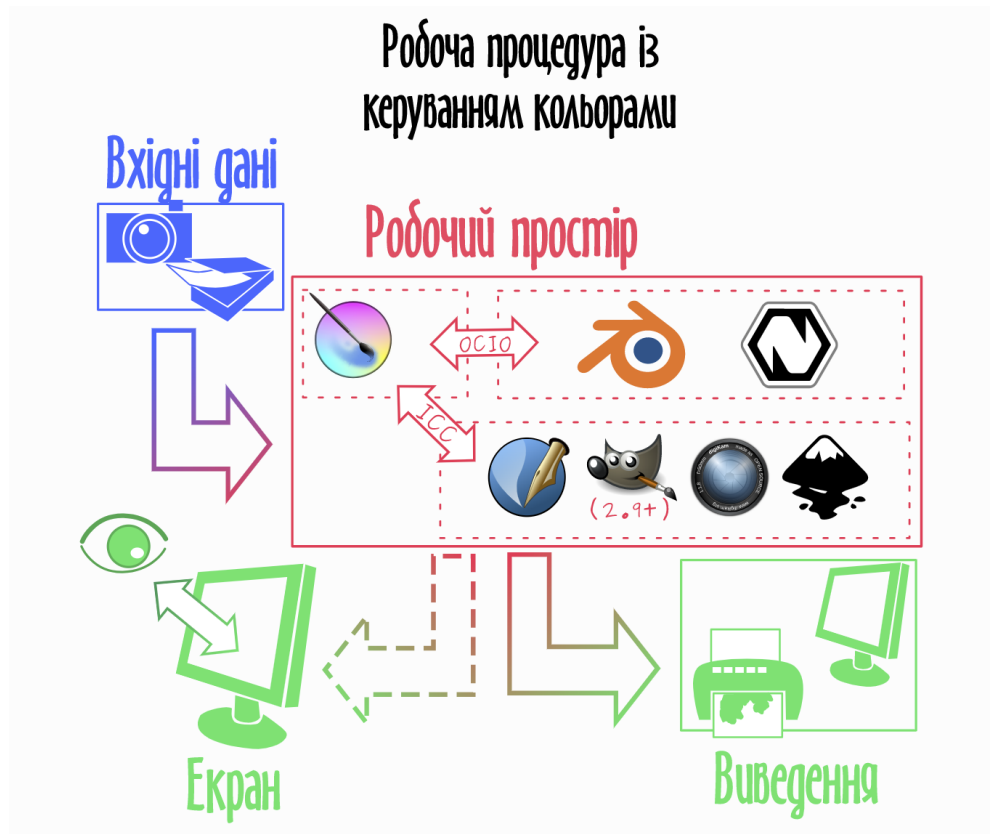 Робоча процедура із
керуванням кольорами
Вхідні дані
Робочий простір
OCIO
ICC
(2.9+)
Екран
Виведення